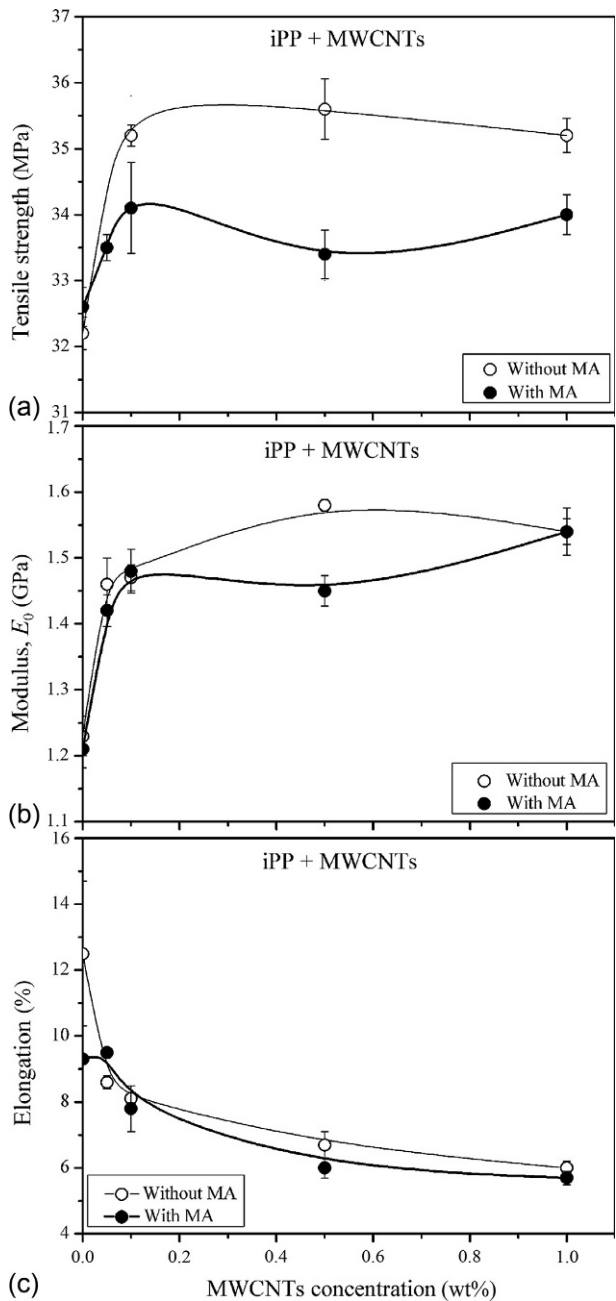 37
iPP + MWCNTs
36
35
34
33
32
31
Tensile strength (MPa)
Without MA
With MA
(a)
1.7
iPP + MWCNTs
1.6
1.5
1.4
1.3
1.2
1.1
Modulus, E₀ (GPa)
Without MA
With MA
(b)
16
iPP + MWCNTs
14
12
10
8
6
4
Elongation (%)
Without MA
With MA
0.0 0.2 0.4 0.6 0.8 1.0
(c)
MWCNTs concentration (wt%)